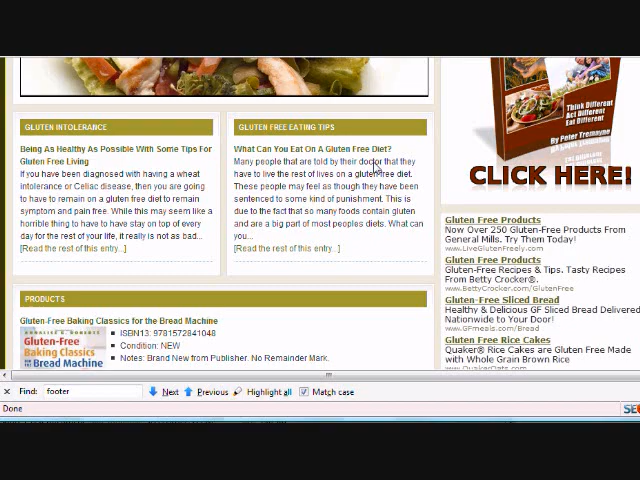 GLUTEN INTOLERANCE
Being As Healthy As Possible With Some Tips For
Gluten Free Living
If you have been diagnosed with having a wheat
intolerance or Celiac disease, then you are going
to have to remain on a gluten free diet to remain
symptom and pain free. While this may seem like a
horrible thing to have to have stay on top of every
day for the rest of your life, it really is not as bad...
[Read the rest of this entry...]
GLUTEN FREE EATING TIPS
What Can You Eat On A Gluten Free Diet?
Many people that are told by their doctor that they
have to live the rest of lives on a gluten free diet.
These people may feel as though they have been
sentenced to some kind of punishment. This is
due to the fact that so many foods contain gluten
and are a big part of most peoples diets. What can
you...
[Read the rest of this entry...]
PRODUCTS
Gluten-Free Baking Classics for the Bread Machine
Gluten-Free
Baking Classics
for the
Bread Machine
ISBN13: 9781572841048
Condition: NEW
Notes: Brand New from Publisher. No Remainder Mark.
Think Different
Act Different
Eat Different
By Peter Tremayne
CLICK HERE!
Gluten Free Products
Now Over 250 Gluten-Free Products From
General Mills. Try Them Today!
www.LiveGlutenFreely.com
Gluten Free Products
Gluten-Free Recipes & Tips. Tasty Recipes
From Betty Crocker®.
www.BettyCrocker.com/GlutenFree
Gluten-Free Sliced Bread
Healthy & Delicious GF Sliced Bread Delivered
Nationwide to Your Door!
www.GFmeals.com/Bread
Gluten Free Rice Cakes
Quaker® Rice Cakes are Gluten Free Made
with Whole Grain Brown Rice
www.QuakerOats.com
Find: footer Next Previous Highlight all Match case
Done